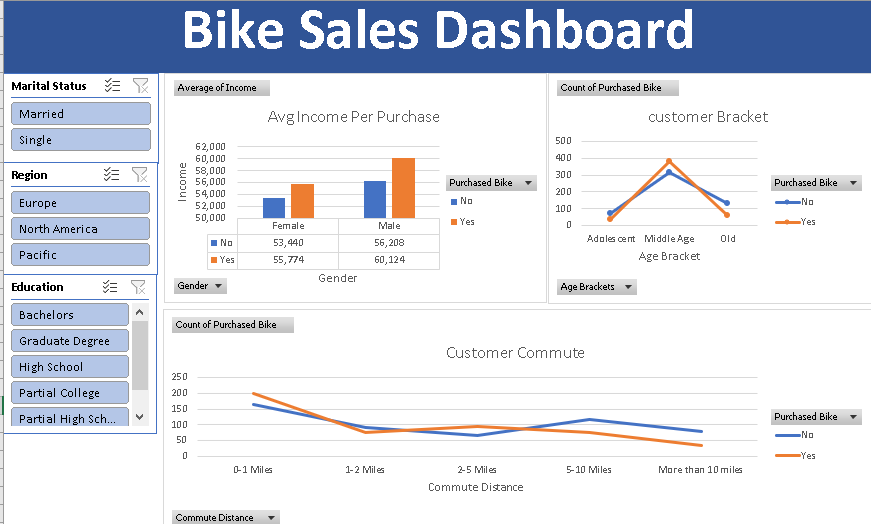 Bike Sales Dashboard
Marital Status
Married
Single
Region
Europe
North America
Pacific
Education
Bachelors
Graduate Degree
High School
Partial College
Partial High Sch...
Average of Income
Avg Income Per Purchase
Income
62,000
60,000
58,000
56,000
54,000
52,000
50,000
Female Male
No 53,440 56,208
Yes 55,774 60,124
Gender
Purchased Bike
No
Yes
Gender
Count of Purchased Bike
customer Bracket
500
400
300
200
100
0
Adolescent Middle Age Old
Age Bracket
Purchased Bike
No
Yes
Age Brackets
Count of Purchased Bike
Customer Commute
250
200
150
100
50
0
0-1 Miles 1-2 Miles 2-5 Miles 5-10 Miles More than 10 miles
Commute Distance
Purchased Bike
No
Yes
Commute Distance